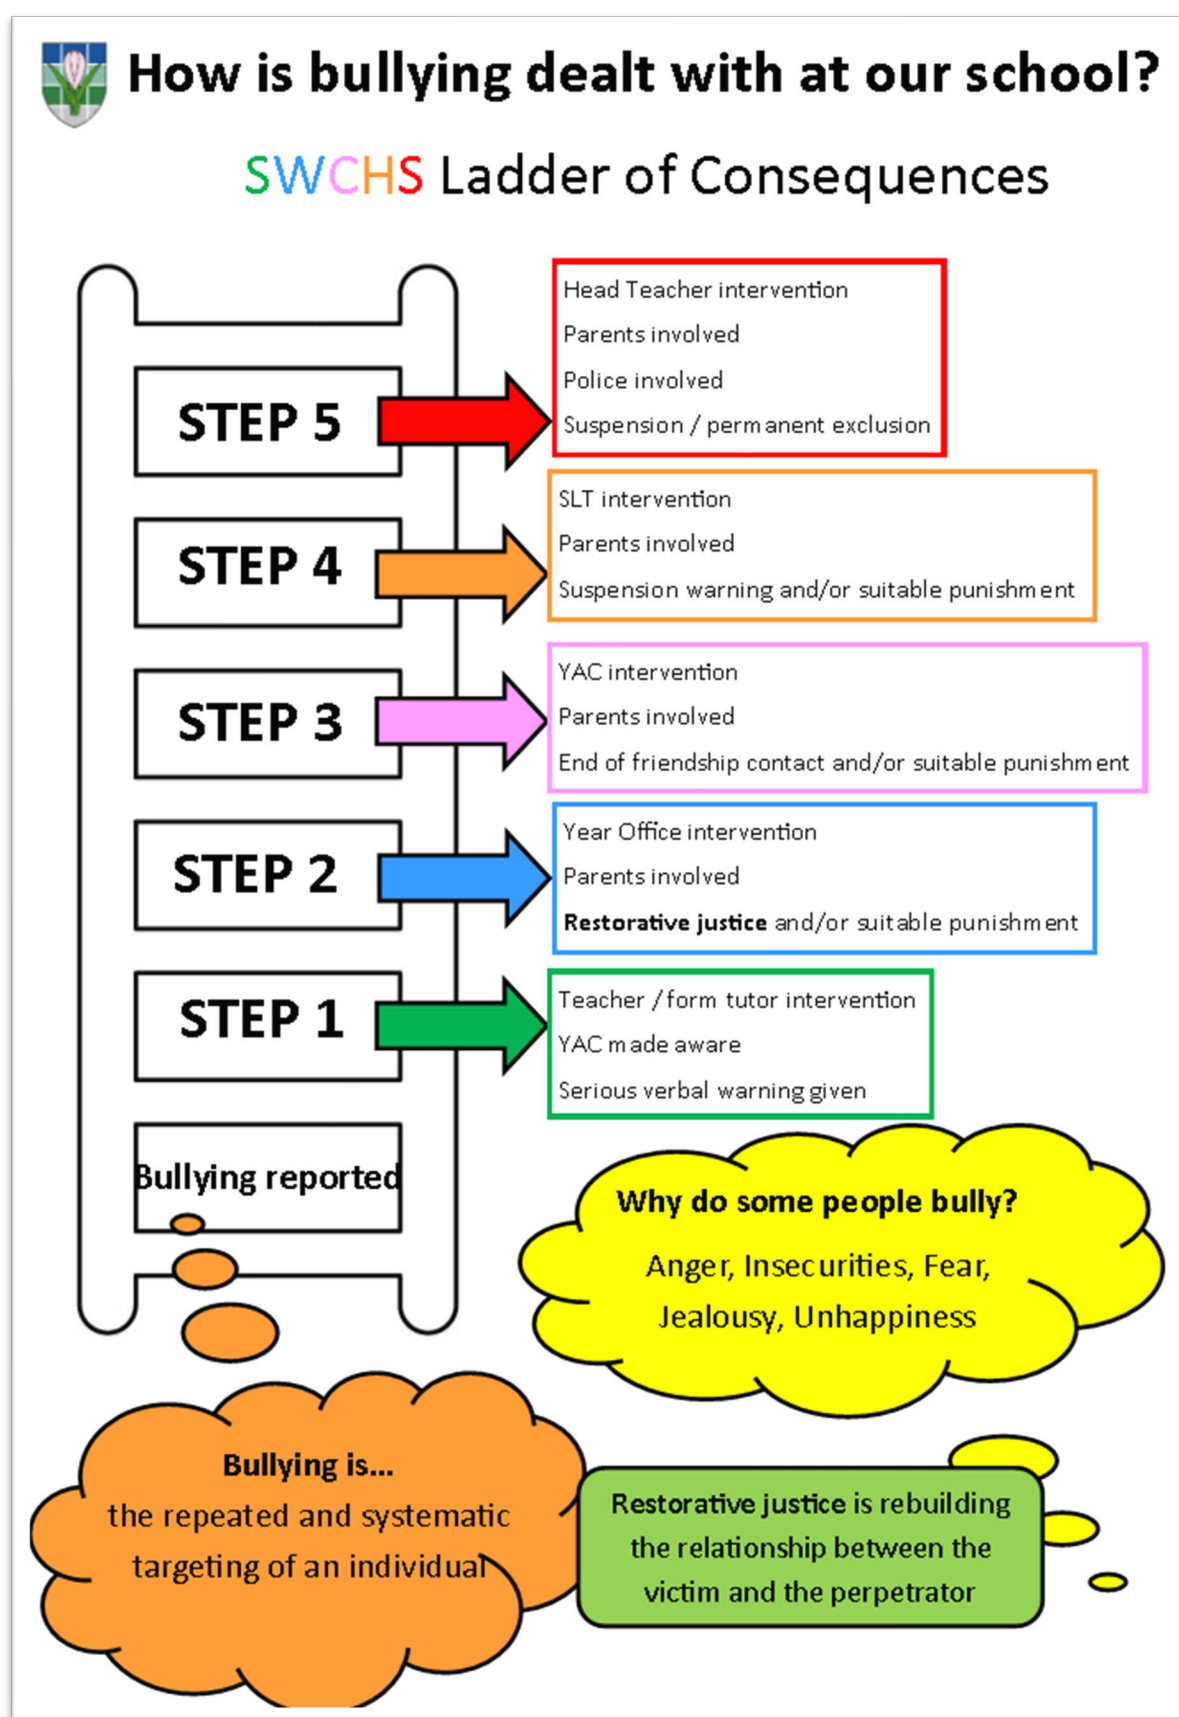 How is bullying dealt with at our school?
SWCHS Ladder of Consequences
STEP 5
Head Teacher intervention
Parents involved
Police involved
Suspension / permanent exclusion
STEP 4
SLT intervention
Parents involved
Suspension warning and/or suitable punishment
STEP 3
YAC intervention
Parents involved
End of friendship contact and/or suitable punishment
STEP 2
Year Office intervention
Parents involved
Restorative justice and/or suitable punishment
STEP 1
Teacher / form tutor intervention
YAC made aware
Serious verbal warning given
Bullying reported
Why do some people bully?
Anger, Insecurities, Fear,
Jealousy, Unhappiness
Bullying is...
the repeated and systematic
targeting of an individual
Restorative justice is rebuilding
the relationship between the
victim and the perpetrator